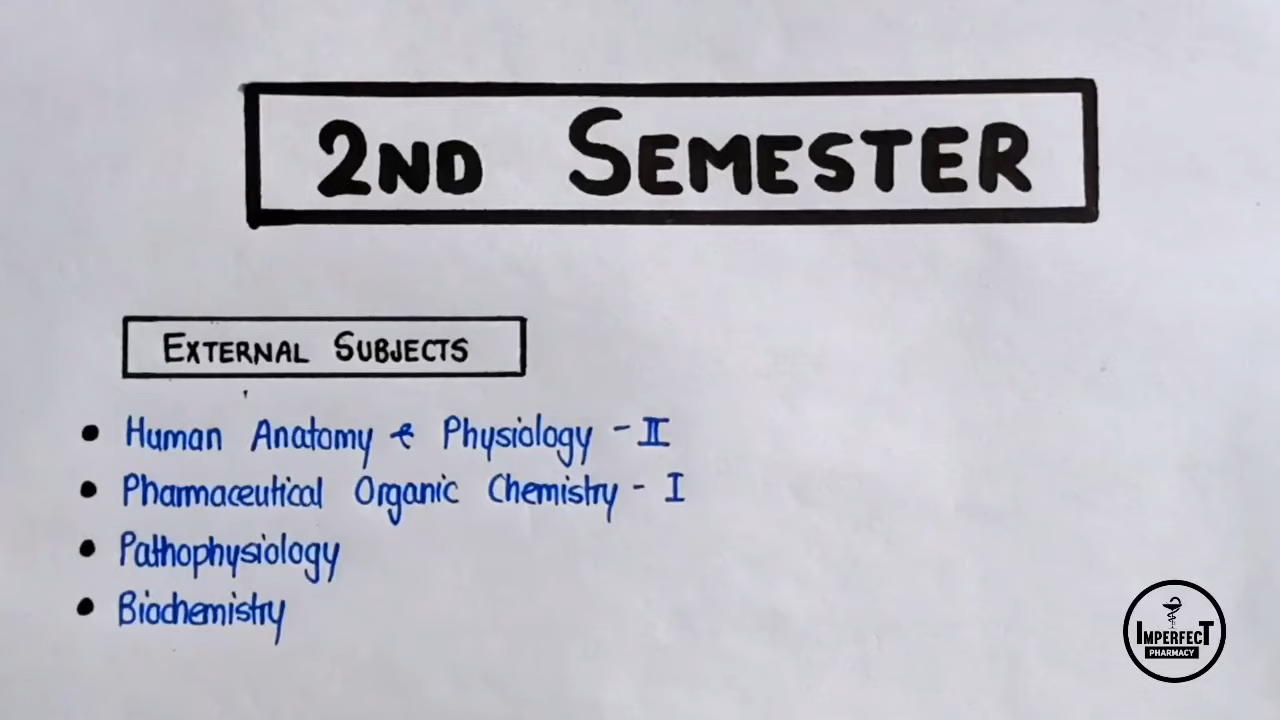 2ND SEMESTER
EXTERNAL SUBJECTS
• Human Anatomy & Physiology - II
• Pharmaceutical Organic Chemistry - I
• Pathophysiology
• Biochemistry
IMPERFECT
PHARMACY